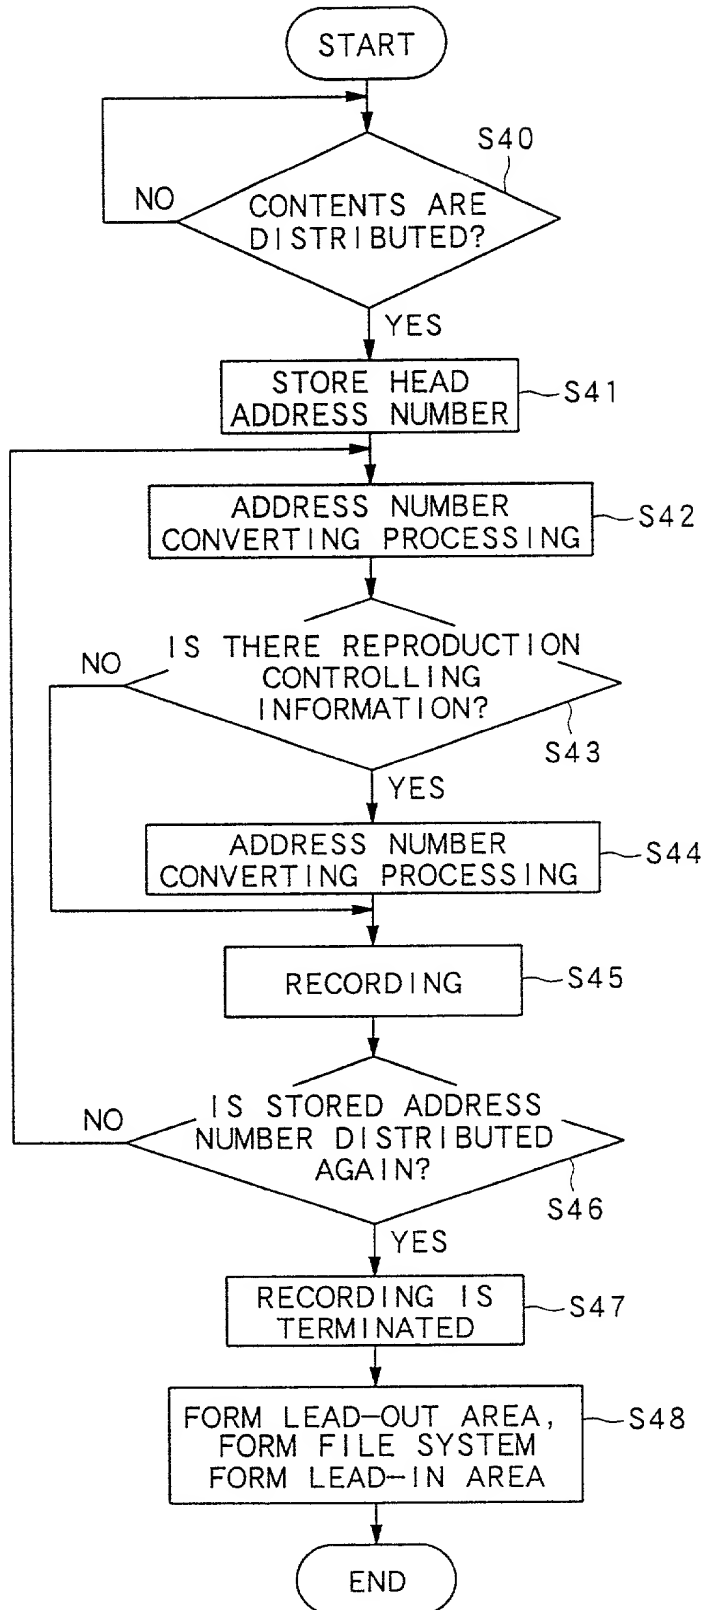 START
S40
NO
CONTENTS ARE
DISTRIBUTED?
YES
STORE HEAD
ADDRESS NUMBER
S41
ADDRESS NUMBER
CONVERTING PROCESSING
S42
IS THERE REPRODUCTION
CONTROLLING
INFORMATION?
NO
S43
YES
ADDRESS NUMBER
CONVERTING PROCESSING
S44
RECORDING
S45
IS STORED ADDRESS
NUMBER DISTRIBUTED
AGAIN?
NO
S46
YES
RECORDING IS
TERMINATED
S47
FORM LEAD-OUT AREA,
FORM FILE SYSTEM
FORM LEAD-IN AREA
S48
END